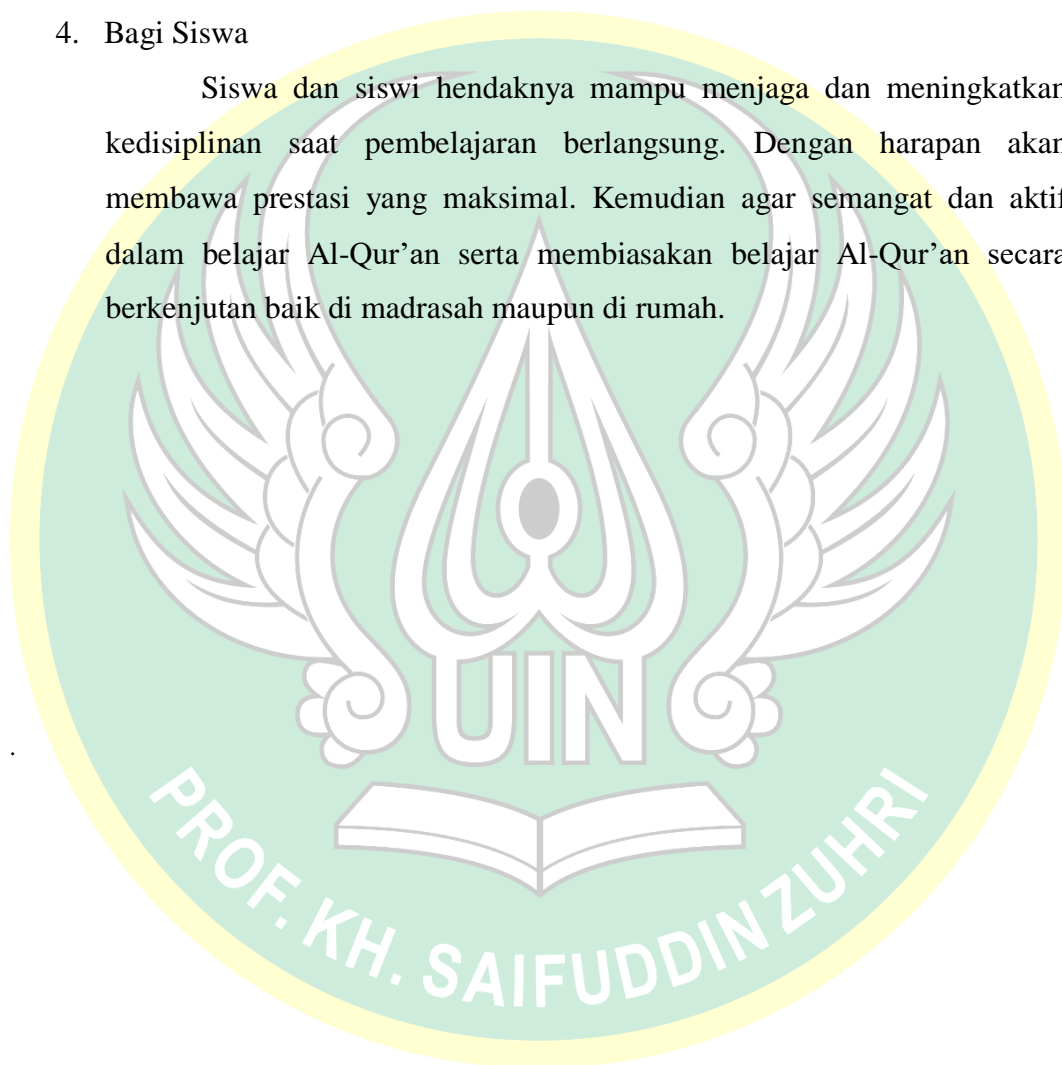 4. Bagi Siswa
Siswa dan siswi hendaknya mampu menjaga dan meningkatkan
kedisiplinan saat pembelajaran berlangsung. Dengan harapan akan
membawa prestasi yang maksimal. Kemudian agar semangat dan aktif
dalam belajar Al-Qur’an serta membiasakan belajar Al-Qur’an secara
berkenjutan baik di madrasah maupun di rumah.
UIN
.
PROF. KH. SAIFUDDIN ZUHRI